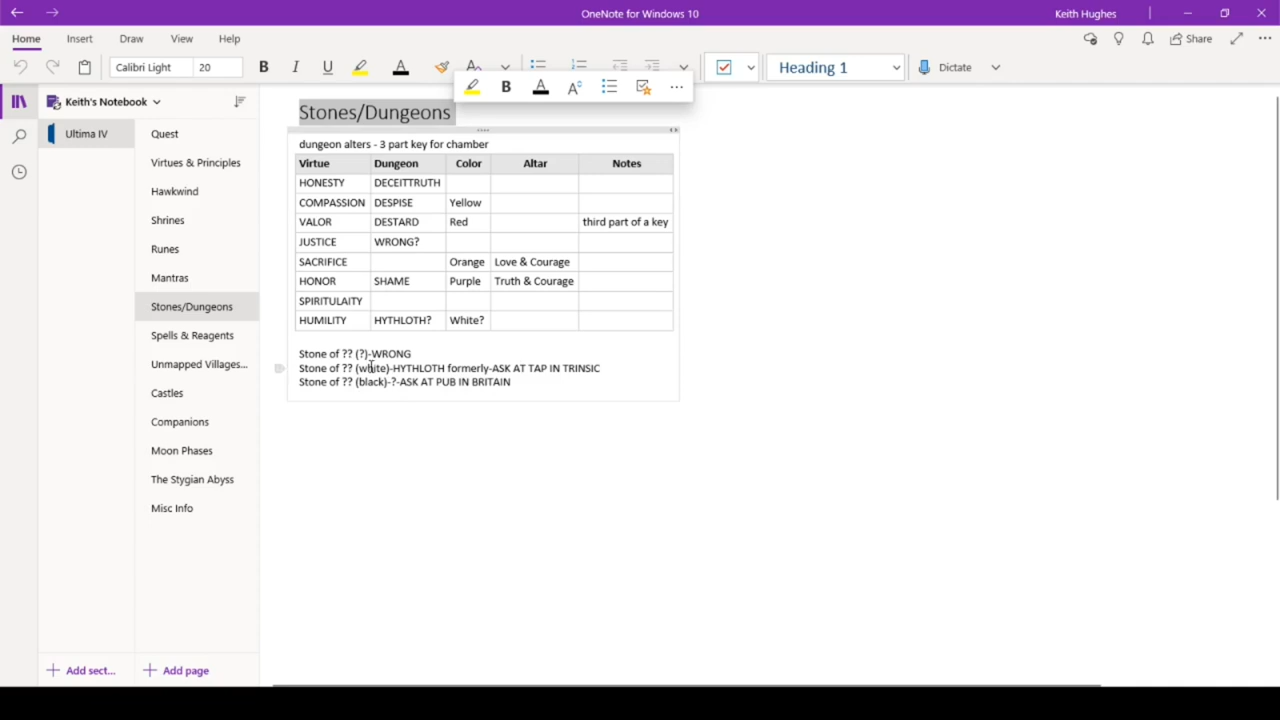 OneNote for Windows 10
Keith Hughes
Home Insert Draw View Help
Share
Calibri Light 20 B I U A A
Heading 1
Dictate
B A A
Keith's Notebook
Ultima IV
Quest
Virtues & Principles
Hawkwind
Shrines
Runes
Mantras
Stones/Dungeons
Spells & Reagents
Unmapped Villages...
Castles
Companions
Moon Phases
The Stygian Abyss
Misc Info
Add sect...
Add page
Stones/Dungeons
dungeon alters - 3 part key for chamber
Virtue Dungeon Color Altar Notes
HONESTY DECEITTRUTH
COMPASSION DESPISE Yellow
VALOR DESTARD Red third part of a key
JUSTICE WRONG?
SACRIFICE Orange Love & Courage
HONOR SHAME Purple Truth & Courage
SPIRITULAITY
HUMILITY HYTHLOTH? White?
Stone of ?? (?)-WRONG
Stone of ?? (white)-HYTHLOTH formerly-ASK AT TAP IN TRINSIC
Stone of ?? (black)-?-ASK AT PUB IN BRITAIN